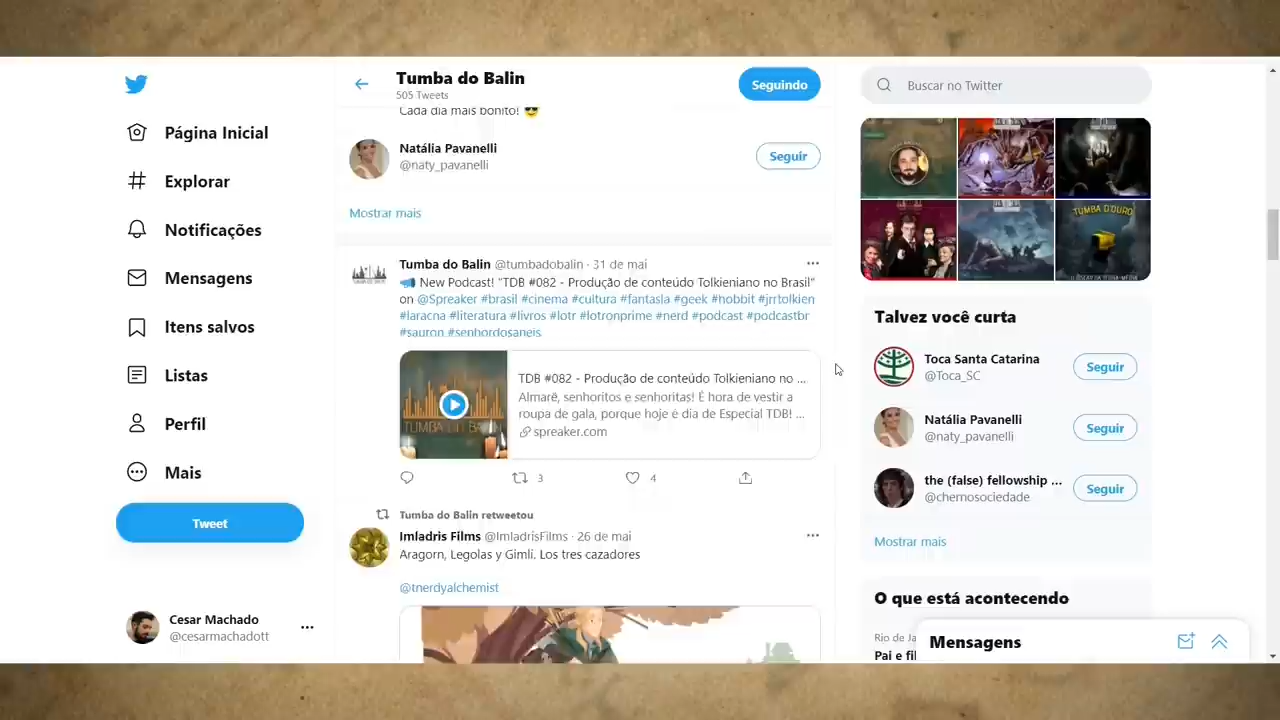 Tumba do Balin
505 Tweets
Seguindo
Buscar no Twitter
Página Inicial
Explorar
Notificações
Mensagens
Itens salvos
Listas
Perfil
Mais
Tweet
Cesar Machado
@cesarmachadott
Cada dia mais bonito! 😎
Natália Pavanelli
@naty_pavanelli
Seguir
Mostrar mais
Tumba do Balin @tumbadobalin · 31 de mai
📣 New Podcast! "TDB #082 - Produção de conteúdo Tolkieniano no Brasil"
on @Spreaker #brasil #cinema #cultura #fantasia #geek #hobbit #jrrtolkien
#laracna #literatura #livros #lotr #lotronprime #nerd #podcast #podcastbr
#sauron #senhordosaneis
TUMBA DO BALIN
TDB #082 - Produção de conteúdo Tolkieniano no ...
Almarë, senhoritos e senhoritas! É hora de vestir a
roupa de gala, porque hoje é dia de Especial TDB! ...
spreaker.com
3
4
Tumba do Balin retweetou
Imladris Films @ImladrisFilms · 26 de mai
Aragorn, Legolas y Gimli. Los tres cazadores
@tnerdyalchemist
TUMBA D'OURO
Talvez você curta
Toca Santa Catarina
@Toca_SC
Seguir
Natália Pavanelli
@naty_pavanelli
Seguir
the (false) fellowship ...
@chernosociedade
Seguir
Mostrar mais
O que está acontecendo
Rio de Ja
Pai e fil
Mensagens